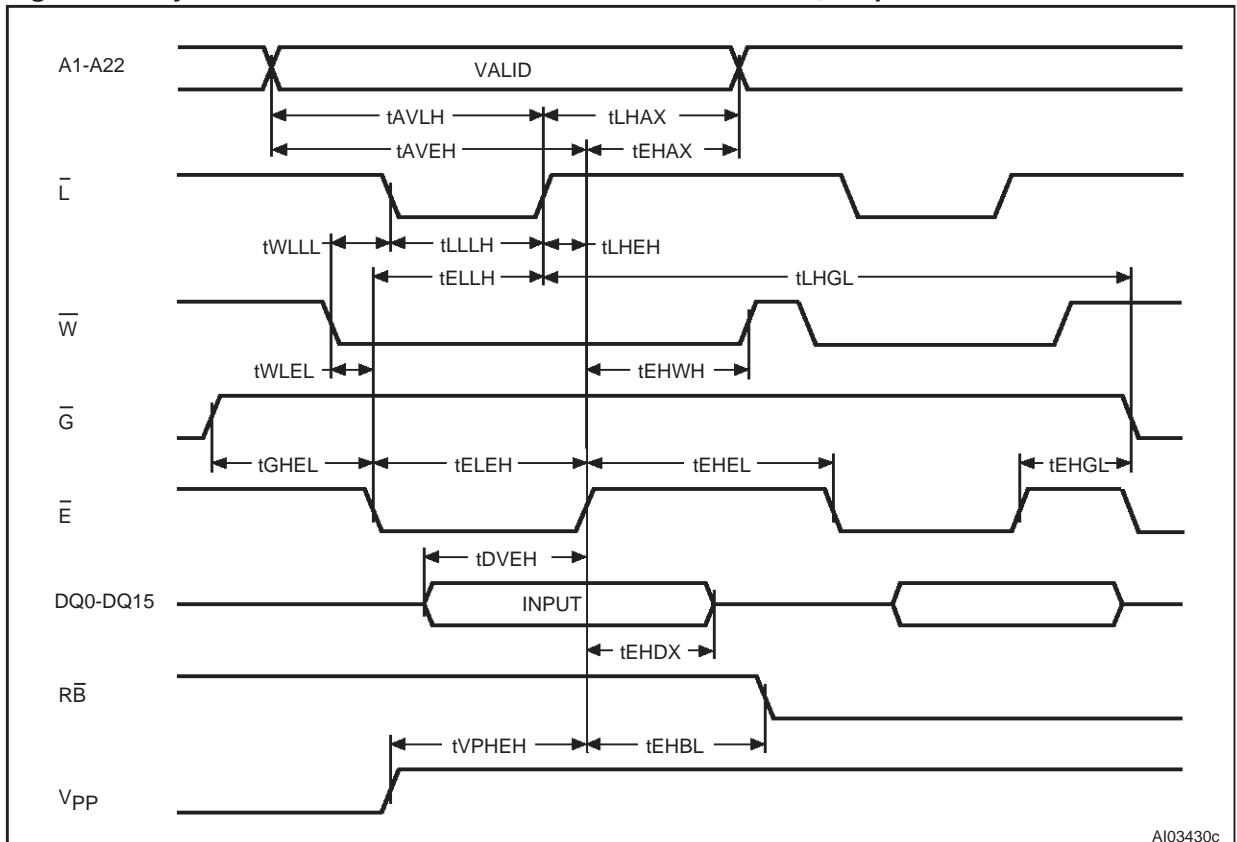 A1-A22
VALID
tAVLH
tLHAX
tAVEH
tEHAX
L̅
tWLLL
tLLLH
tLHEH
tELLH
tLHGL
W̅
tWLEL
tEHWH
G̅
tGHEL
tELEH
tEHEL
tEHGL
E̅
tDVEH
DQ0-DQ15
INPUT
tEHDX
RB̅
tVPHEH
tEHBL
VPP
AI03430c